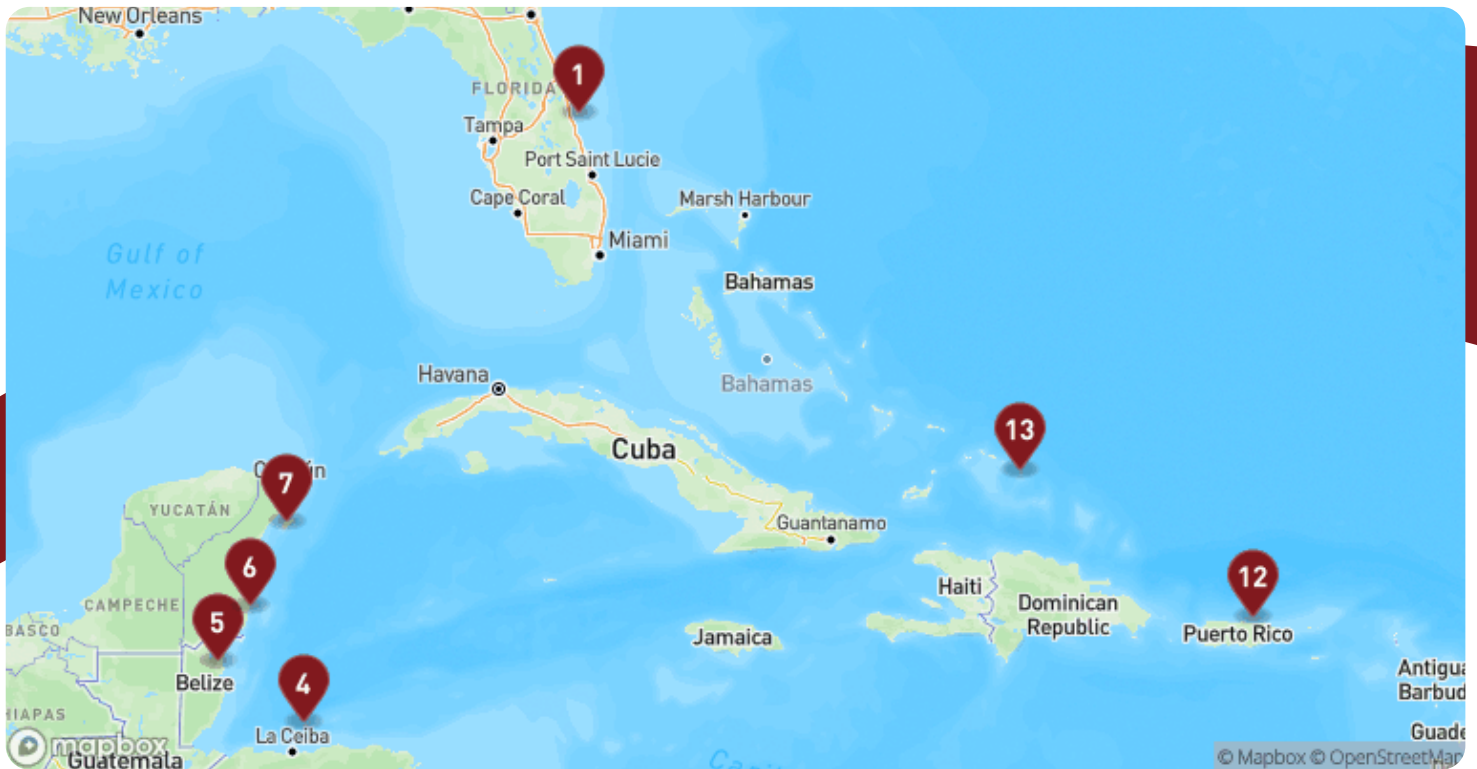 New Orleans
1
FLORIDA
Tampa
Port Saint Lucie
Cape Coral
Marsh Harbour
Miami
Gulf of
Mexico
Bahamas
Havana
Bahamas
13
Cuba
7
YUCATÁN
Guantanamo
6
12
Haiti
CAMPECHE
Dominican
Republic
5
BASCO
Jamaica
Puerto Rico
4
Belize
Antigua
Barbud
HIAPAS
La Ceiba
Guade
mapbox
Guatemala
© Mapbox © OpenStreetMap